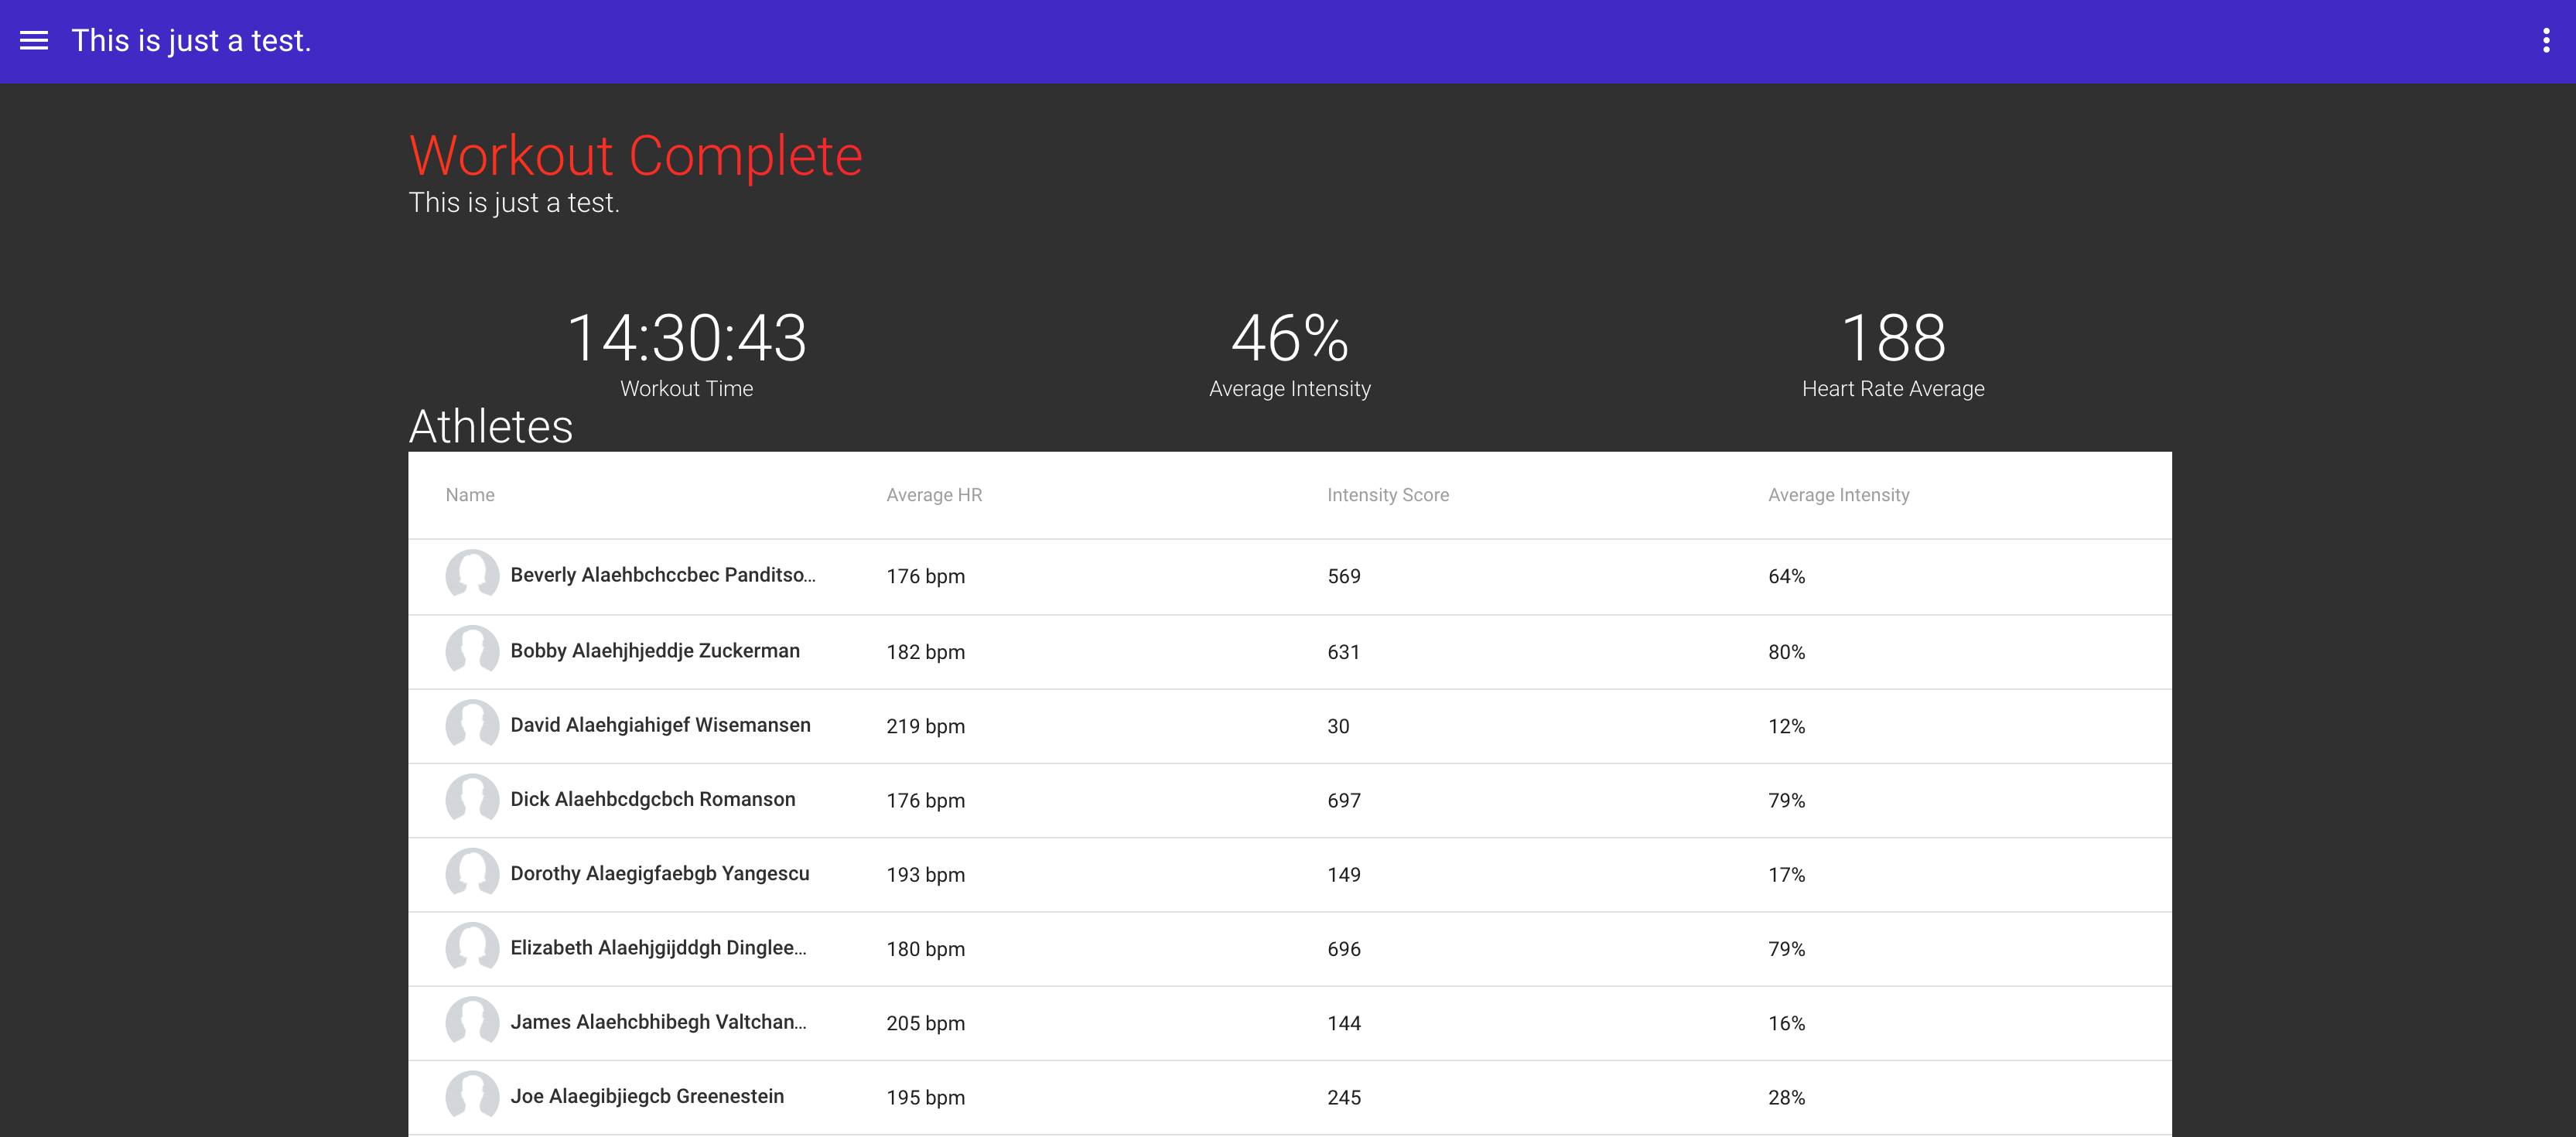 This is just a test.
Workout Complete
This is just a test.
14:30:43 46% 188
Workout Time Average Intensity Heart Rate Average
Athletes
Name Average HR Intensity Score Average Intensity
Beverly Alaehbchccbec Panditso... 176 bpm 569 64%
Bobby Alaehjhjeddje Zuckerman 182 bpm 631 80%
David Alaehgiahigef Wisemansen 219 bpm 30 12%
Dick Alaehbcdgcbch Romanson 176 bpm 697 79%
Dorothy Alaegigfaebgb Yangescu 193 bpm 149 17%
Elizabeth Alaehjgijddgh Dinglee... 180 bpm 696 79%
James Alaehcbhibegh Valtchan... 205 bpm 144 16%
Joe Alaegibjiegcb Greenestein 195 bpm 245 28%